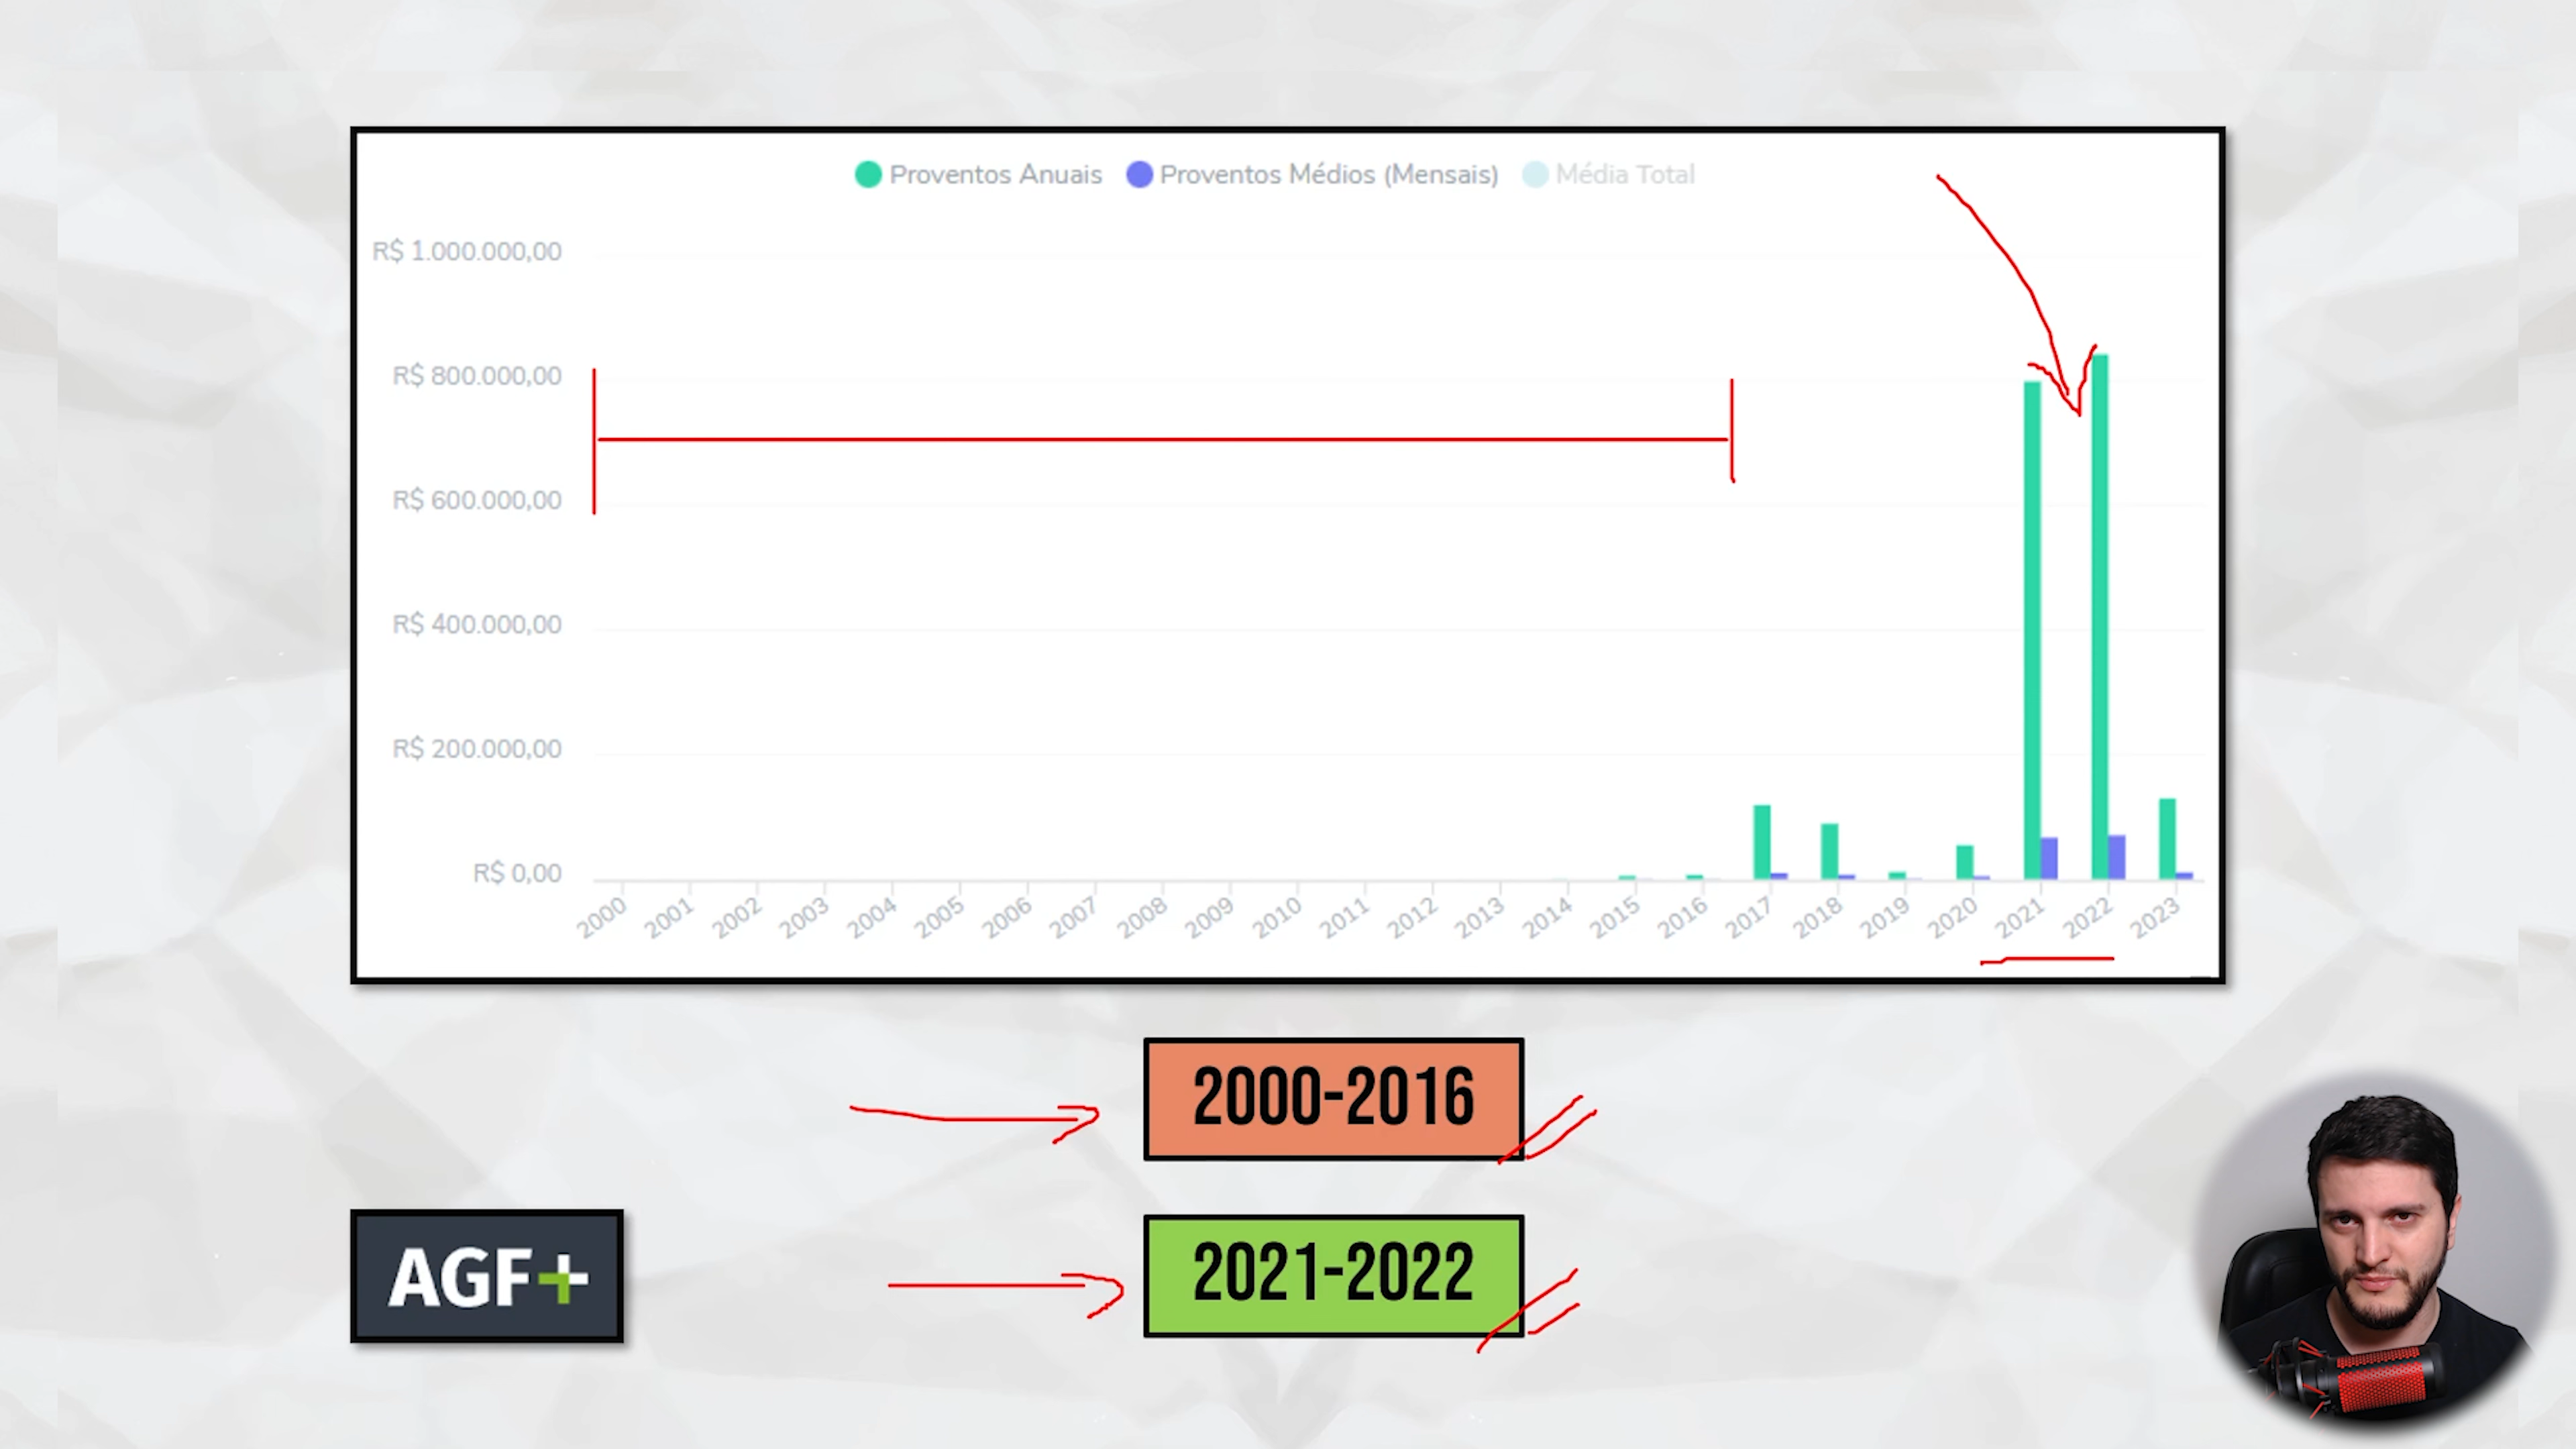 Proventos Anuais Proventos Médios (Mensais) Média Total
R$ 1.000.000,00
R$ 800.000,00
R$ 600.000,00
R$ 400.000,00
R$ 200.000,00
R$ 0,00
2000 2001 2002 2003 2004 2005 2006 2007 2008 2009 2010 2011 2012 2013 2014 2015 2016 2017 2018 2019 2020 2021 2022 2023
2000-2016
2021-2022
AGF+